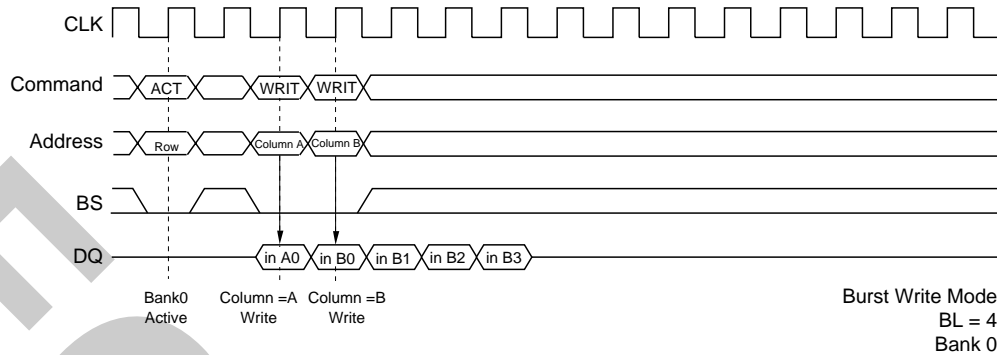 CLK
Command ACT WRIT WRIT
Address Row Column A Column B
BS
DQ in A0 in B0 in B1 in B2 in B3
Bank0 Column =A Column =B
Active Write Write
Burst Write Mode
BL = 4
Bank 0